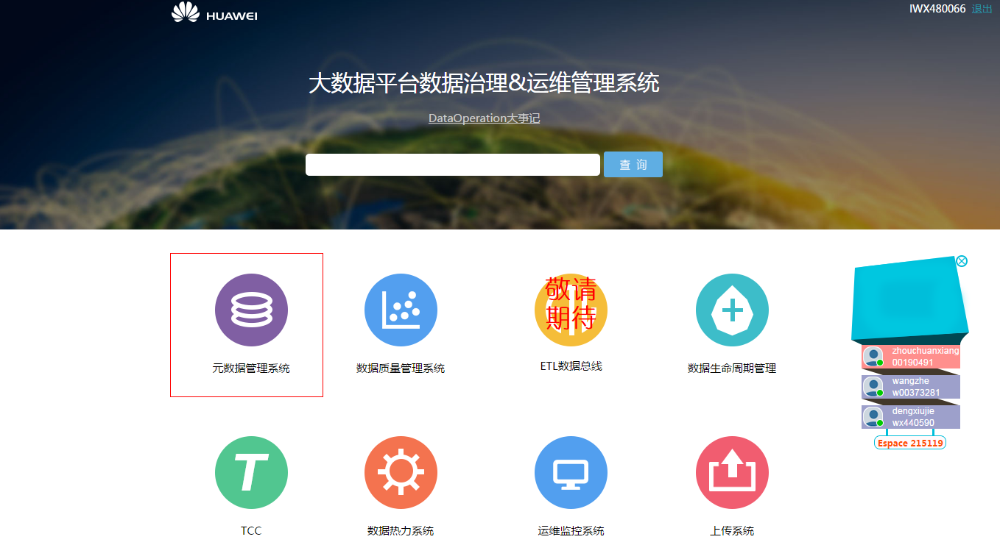 HUAWEI
IWX480066 退出
大数据平台数据治理&运维管理系统
DataOperation大事记
查 询
敬请
期待
元数据管理系统
数据质量管理系统
ETL数据总线
数据生命周期管理
zhouchuanxiang
00190491
wangzhe
w00373281
dengxiujie
wx440590
Espace 215119
T
TCC
数据热力系统
运维监控系统
上传系统